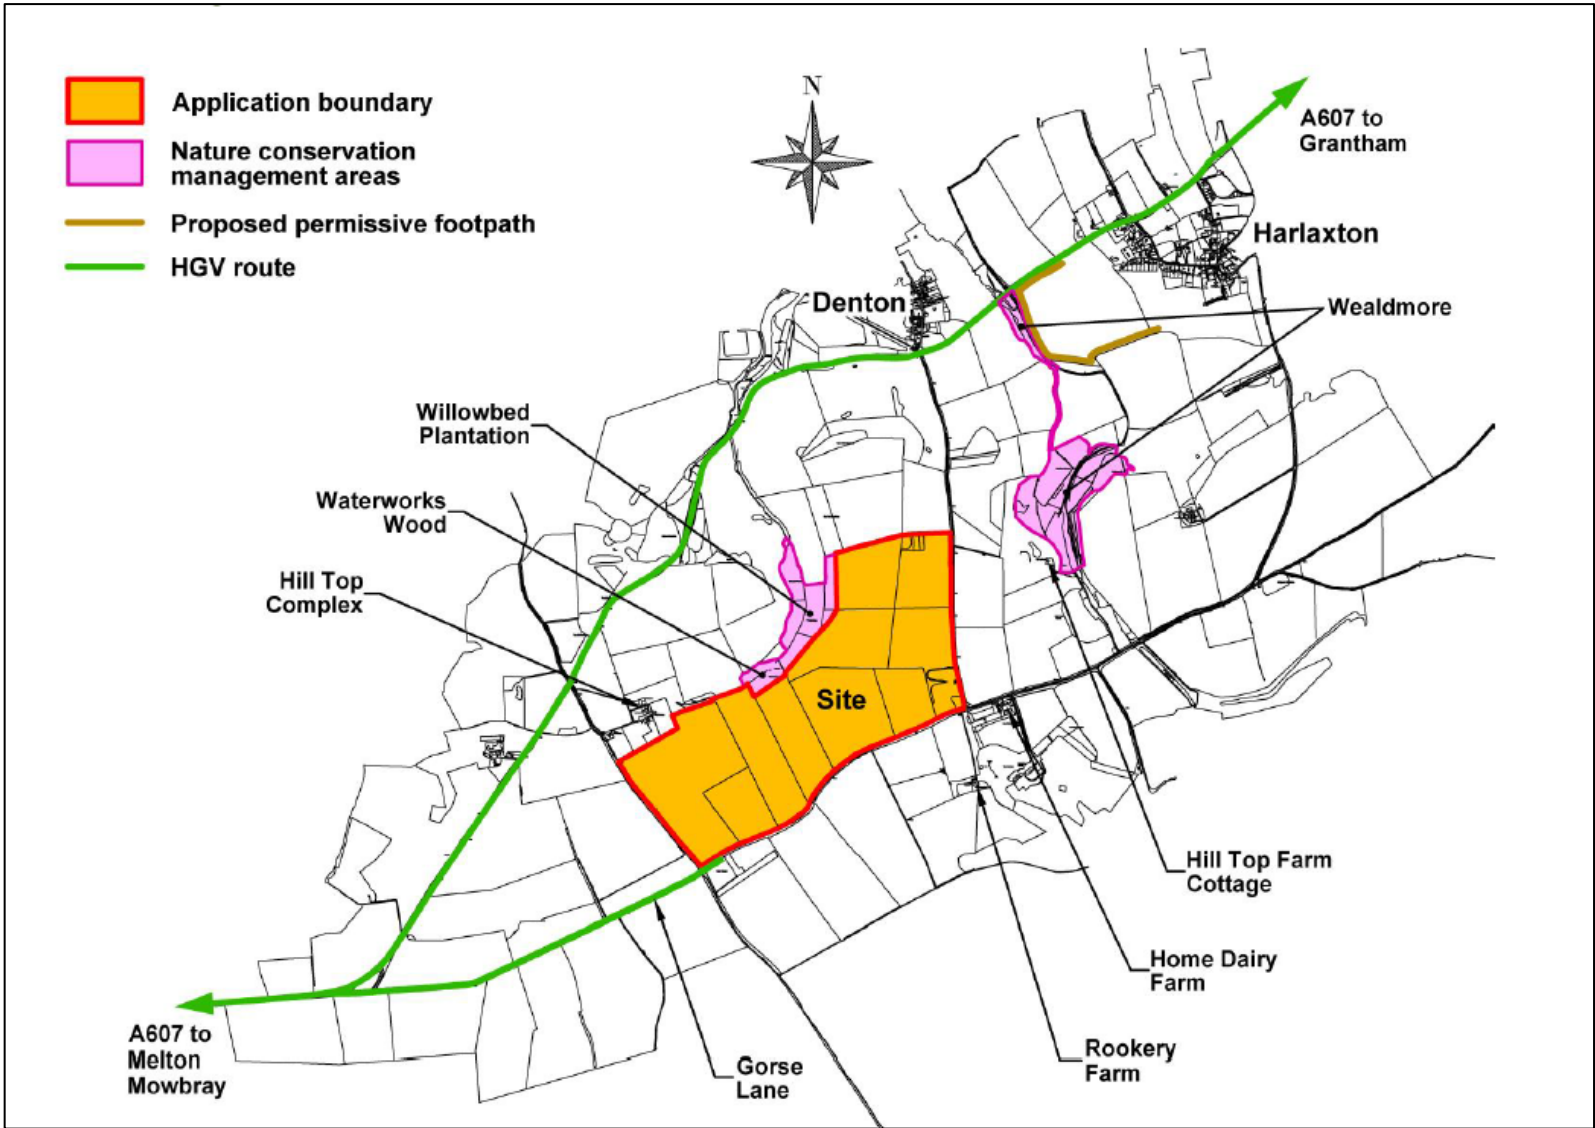 Application boundary
Nature conservation
management areas
Proposed permissive footpath
HGV route
N
A607 to
Grantham
Harlaxton
Denton
Wealdmore
Willowbed
Plantation
Waterworks
Wood
Hill Top
Complex
Site
Hill Top Farm
Cottage
Home Dairy
Farm
Rookery
Farm
Gorse
Lane
A607 to
Melton
Mowbray